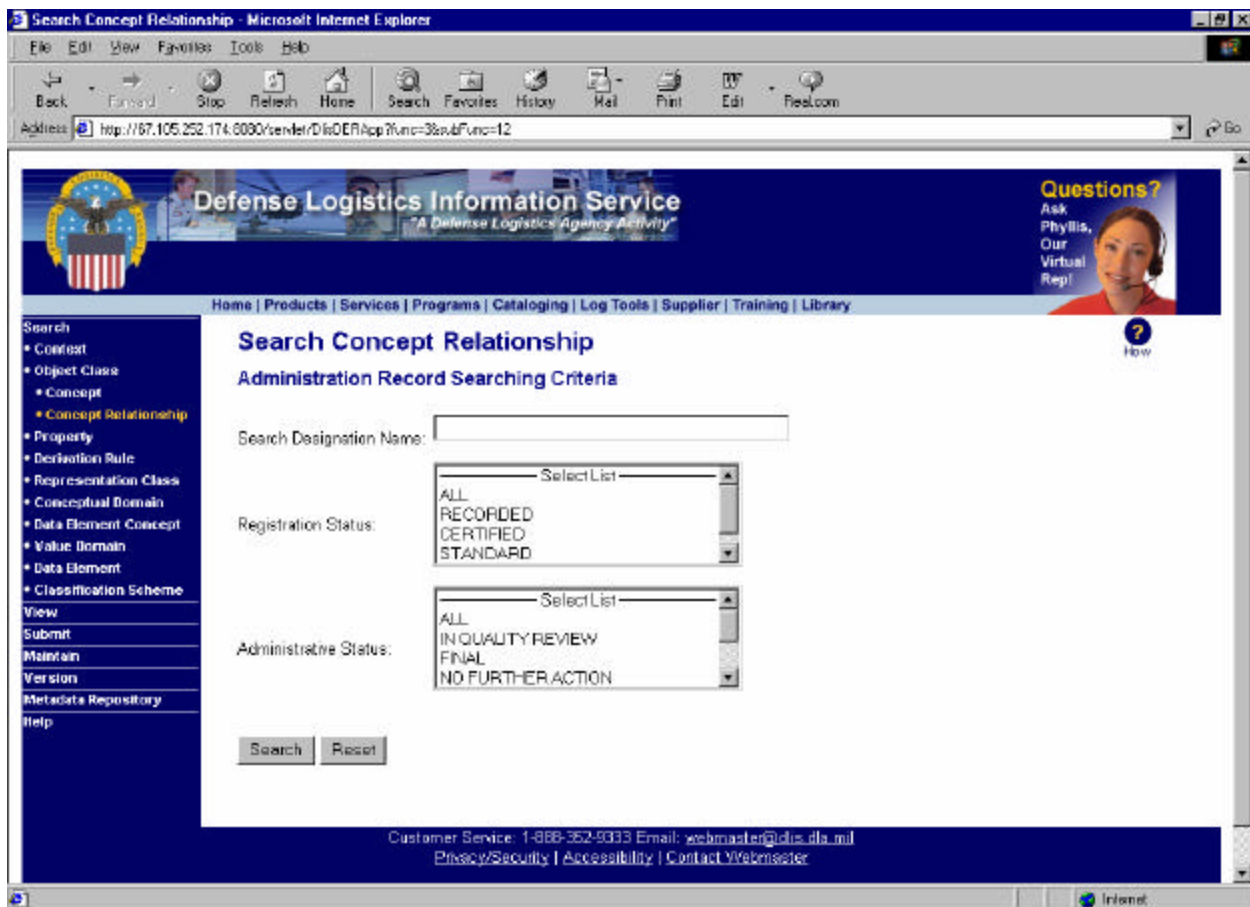 Search Concept Relationship - Microsoft Internet Explorer
File Edit View Favorites Tools Help
Back Forward Stop Refresh Home Search Favorites History Mail Print Edit Real.com
Address http://67.105.252.174:8080/servlet/DlisDERApp?func=3&subFunc=12 Go
Defense Logistics Information Service
"A Defense Logistics Agency Activity"
Questions?
Ask
Phyllis,
Our
Virtual
Rep!
Home | Products | Services | Programs | Cataloging | Log Tools | Supplier | Training | Library
Search
• Context
• Object Class
• Concept
• Concept Relationship
• Property
• Derivation Rule
• Representation Class
• Conceptual Domain
• Data Element Concept
• Value Domain
• Data Element
• Classification Scheme
View
Submit
Maintain
Version
Metadata Repository
Help
Search Concept Relationship
?
How
Administration Record Searching Criteria
Search Designation Name:
Registration Status:
Select List
ALL
RECORDED
CERTIFIED
STANDARD
Administrative Status:
Select List
ALL
IN QUALITY REVIEW
FINAL
NO FURTHER ACTION
Search Reset
Customer Service: 1-888-352-9333 Email: webmaster@dlis.dla.mil
Privacy/Security | Accessibility | Contact Webmaster
Internet